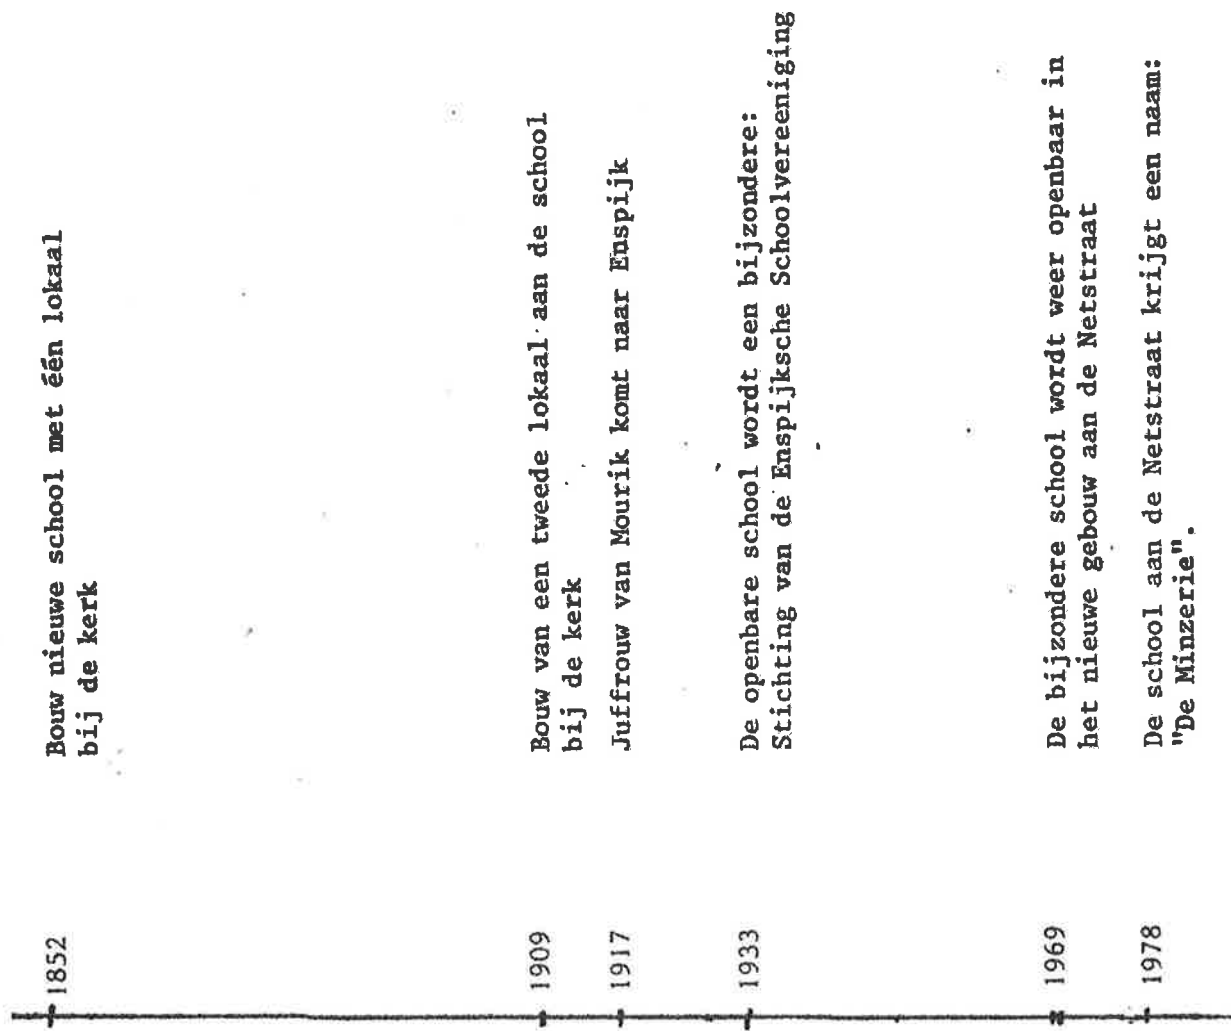 1852
Bouw nieuwe school met één lokaal
bij de kerk
1909
Bouw van een tweede lokaal aan de school
bij de kerk
1917
Juffrouw van Mourik komt naar Enspijk
1933
De openbare school wordt een bijzondere:
Stichting van de Enspijksche Schoolvereeniging
1969
De bijzondere school wordt weer openbaar in
het nieuwe gebouw aan de Netstraat
1978
De school aan de Netstraat krijgt een naam:
"De Minzerie".